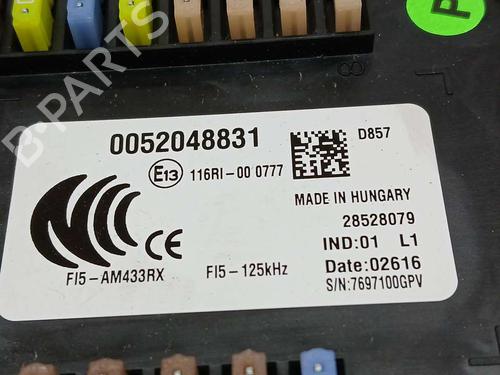 B-PARTS
P
8
0052048831
D857
E13 116RI-00 0777
MADE IN HUNGARY
28528079
CE
IND:01 L1
FI5-AM433RX FI5-125kHz
Date:02616
S/N:7697100GPV